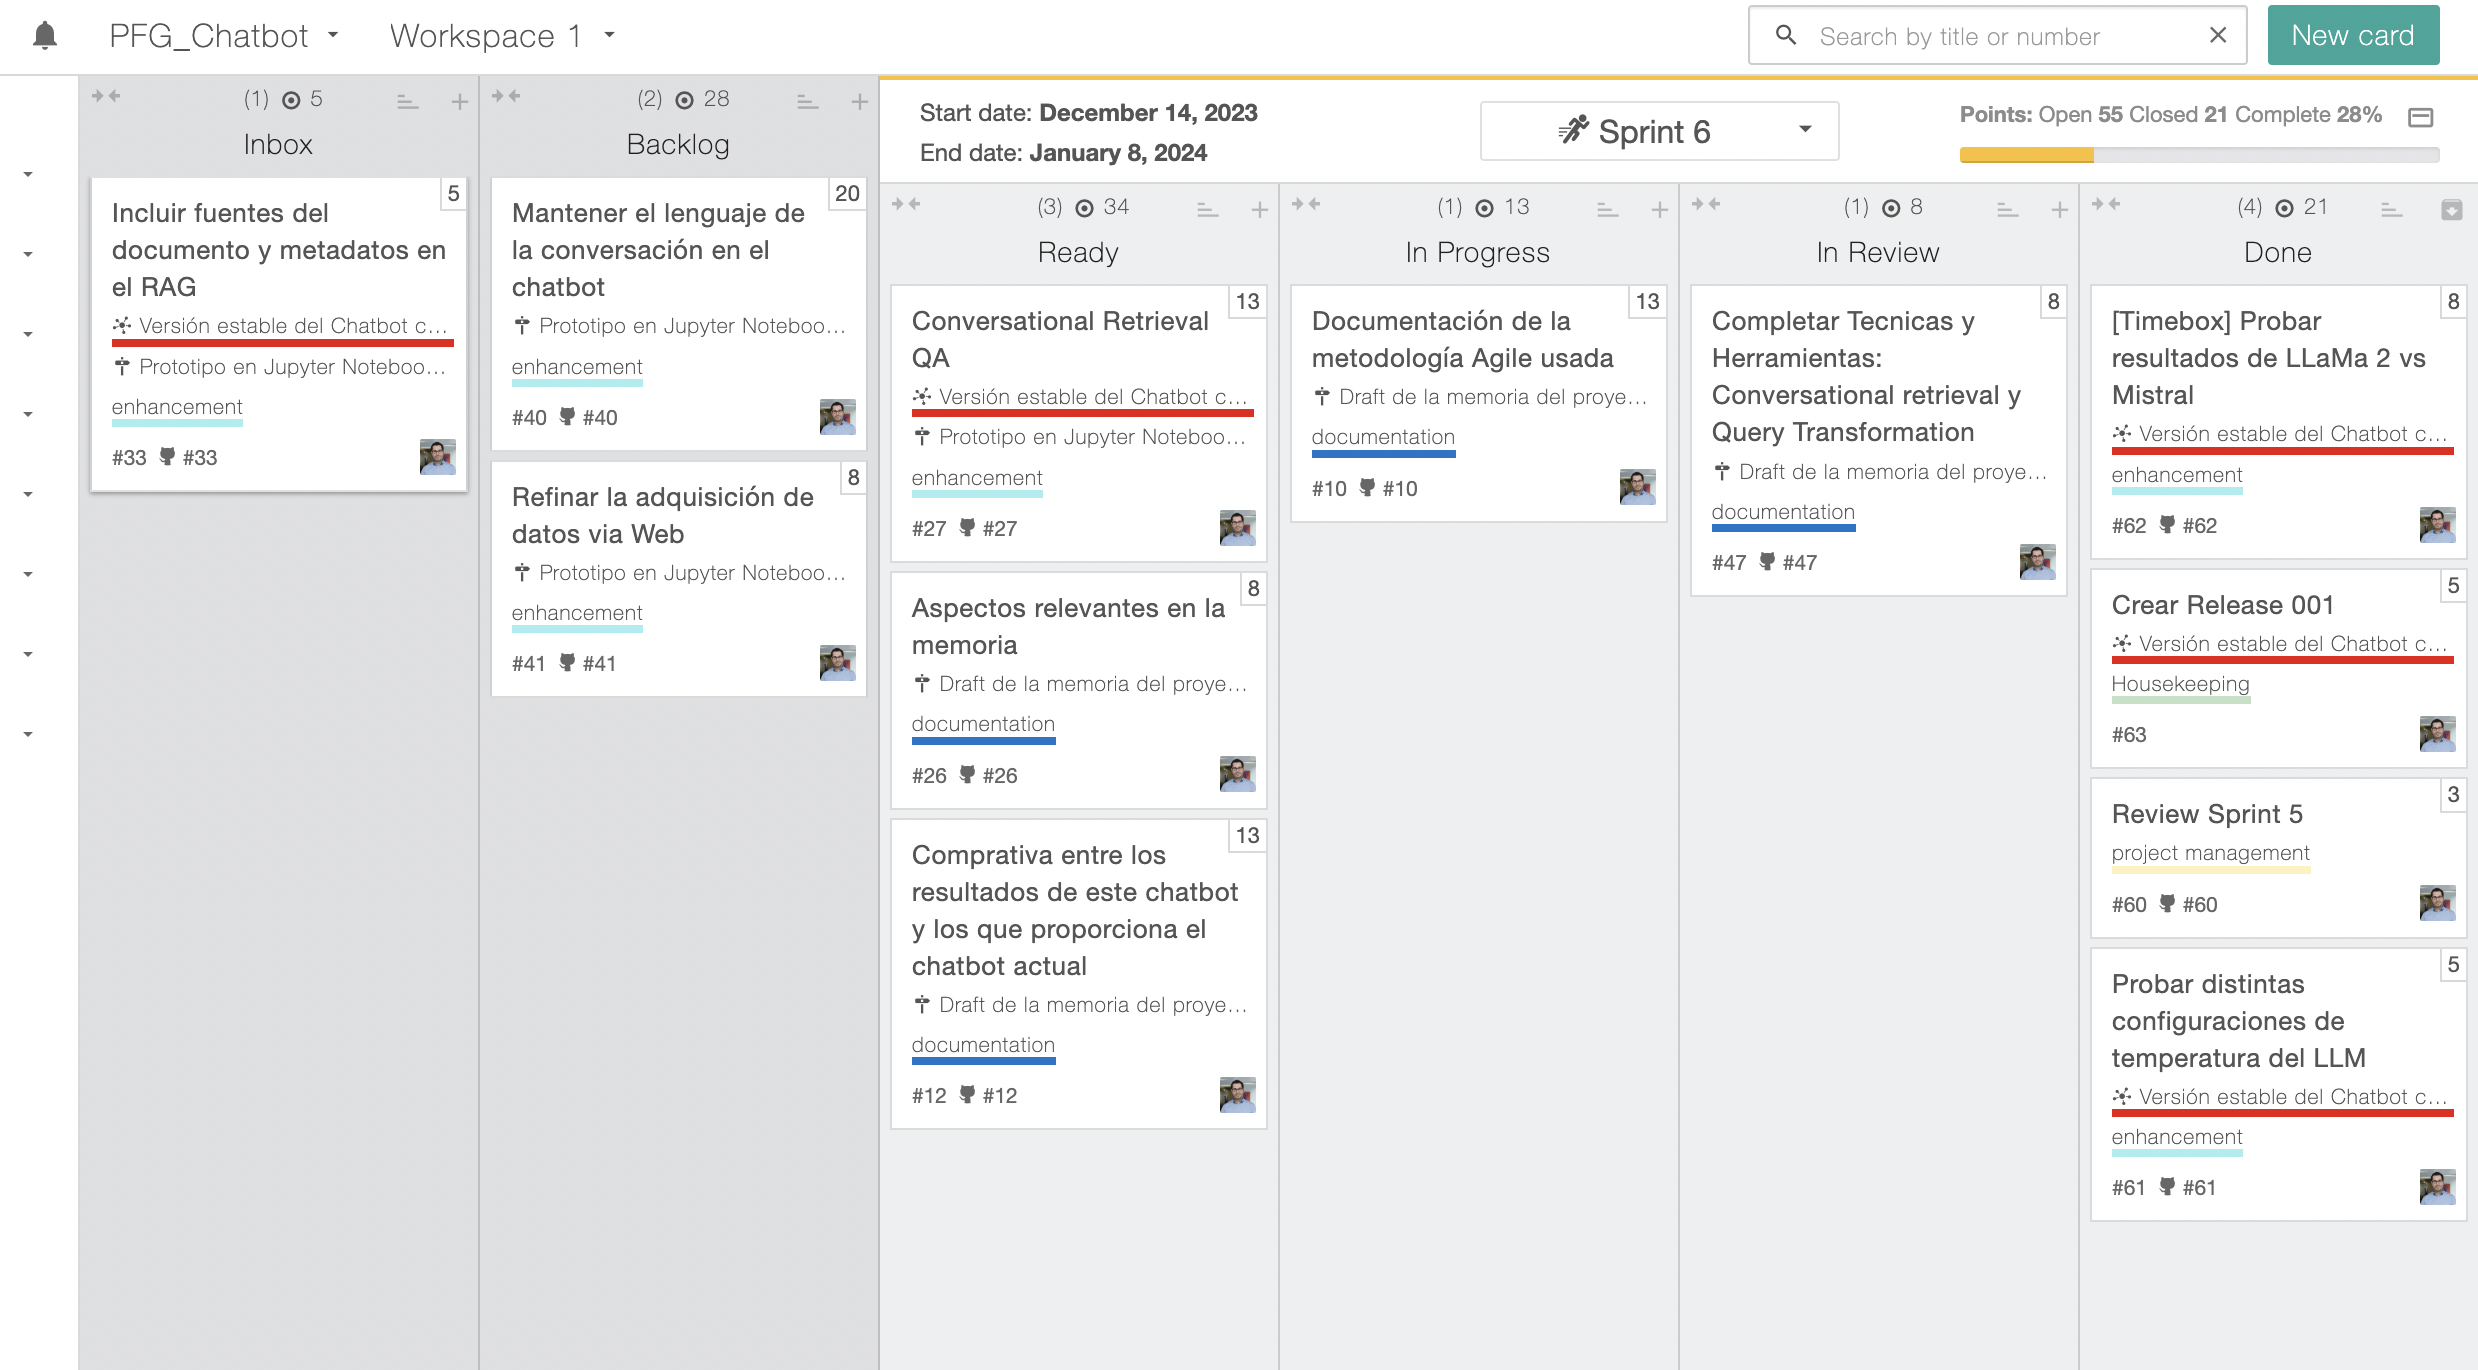 PFG_Chatbot
Workspace 1
Search by title or number
New card
(1) 5
Inbox
5
Incluir fuentes del
documento y metadatos en
el RAG
Versión estable del Chatbot c...
Prototipo en Jupyter Noteboo...
enhancement
#33 #33
(2) 28
Backlog
20
Mantener el lenguaje de
la conversación en el
chatbot
Prototipo en Jupyter Noteboo...
enhancement
#40 #40
8
Refinar la adquisición de
datos via Web
Prototipo en Jupyter Noteboo...
enhancement
#41 #41
Start date: December 14, 2023
End date: January 8, 2024
Sprint 6
Points: Open 55 Closed 21 Complete 28%
(3) 34
Ready
13
Conversational Retrieval
QA
Versión estable del Chatbot c...
Prototipo en Jupyter Noteboo...
enhancement
#27 #27
8
Aspectos relevantes en la
memoria
Draft de la memoria del proye...
documentation
#26 #26
13
Comprativa entre los
resultados de este chatbot
y los que proporciona el
chatbot actual
Draft de la memoria del proye...
documentation
#12 #12
(1) 13
In Progress
13
Documentación de la
metodología Agile usada
Draft de la memoria del proye...
documentation
#10 #10
(1) 8
In Review
8
Completar Tecnicas y
Herramientas:
Conversational retrieval y
Query Transformation
Draft de la memoria del proye...
documentation
#47 #47
(4) 21
Done
8
[Timebox] Probar
resultados de LLaMa 2 vs
Mistral
Versión estable del Chatbot c...
enhancement
#62 #62
5
Crear Release 001
Versión estable del Chatbot c...
Housekeeping
#63
3
Review Sprint 5
project management
#60 #60
5
Probar distintas
configuraciones de
temperatura del LLM
Versión estable del Chatbot c...
enhancement
#61 #61